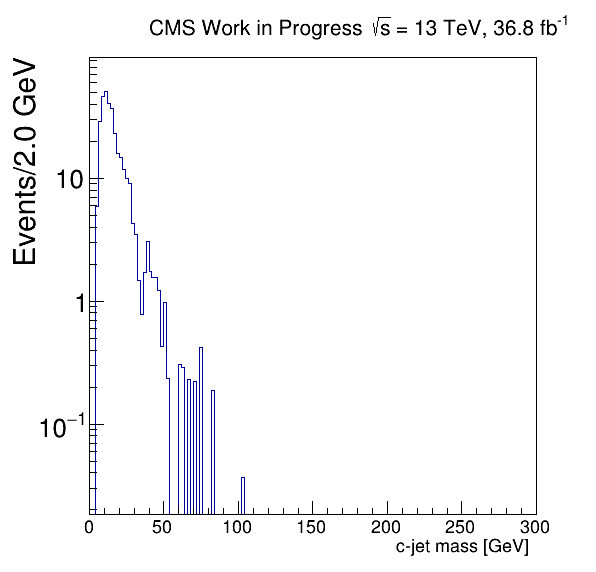 CMS Work in Progress √s = 13 TeV, 36.8 fb⁻¹
Events/2.0 GeV
10
1
10⁻¹
0 50 100 150 200 250 300
c-jet mass [GeV]